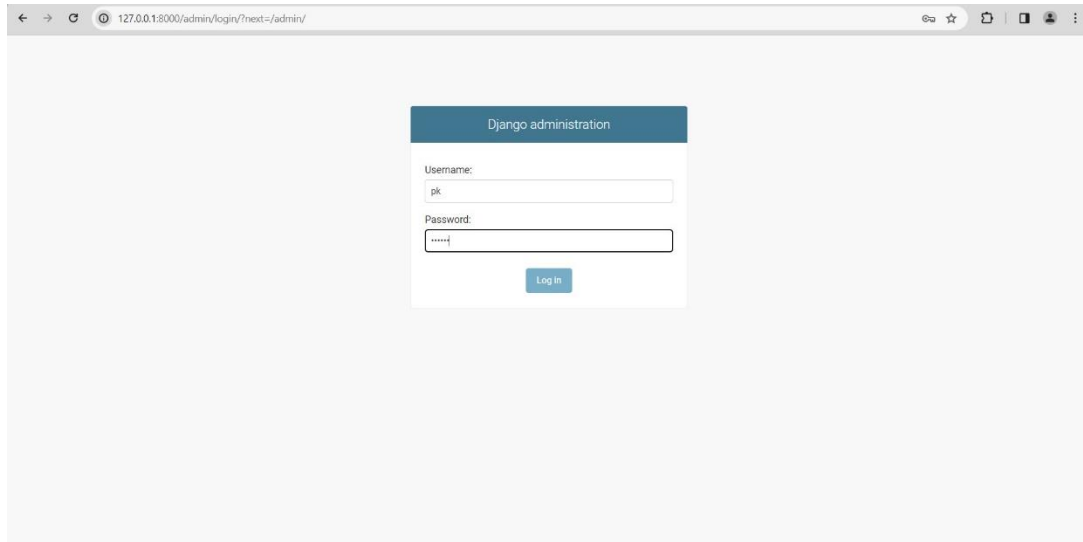 127.0.0.1:8000/admin/login/?next=/admin/
Django administration
Username:
pk
Password:
••••••
Log in